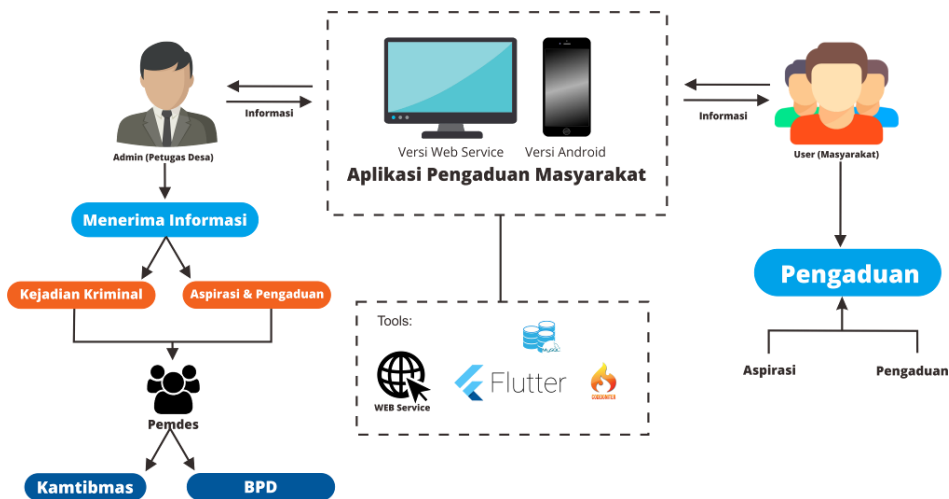 Informasi
Informasi
Admin (Petugas Desa)
Versi Web Service
Versi Android
Aplikasi Pengaduan Masyarakat
User (Masyarakat)
Menerima Informasi
Kejadian Kriminal
Aspirasi & Pengaduan
Pengaduan
Tools:
MySQL
WEB Service
Flutter
Aspirasi
Pengaduan
Pemdes
Kamtibmas
BPD